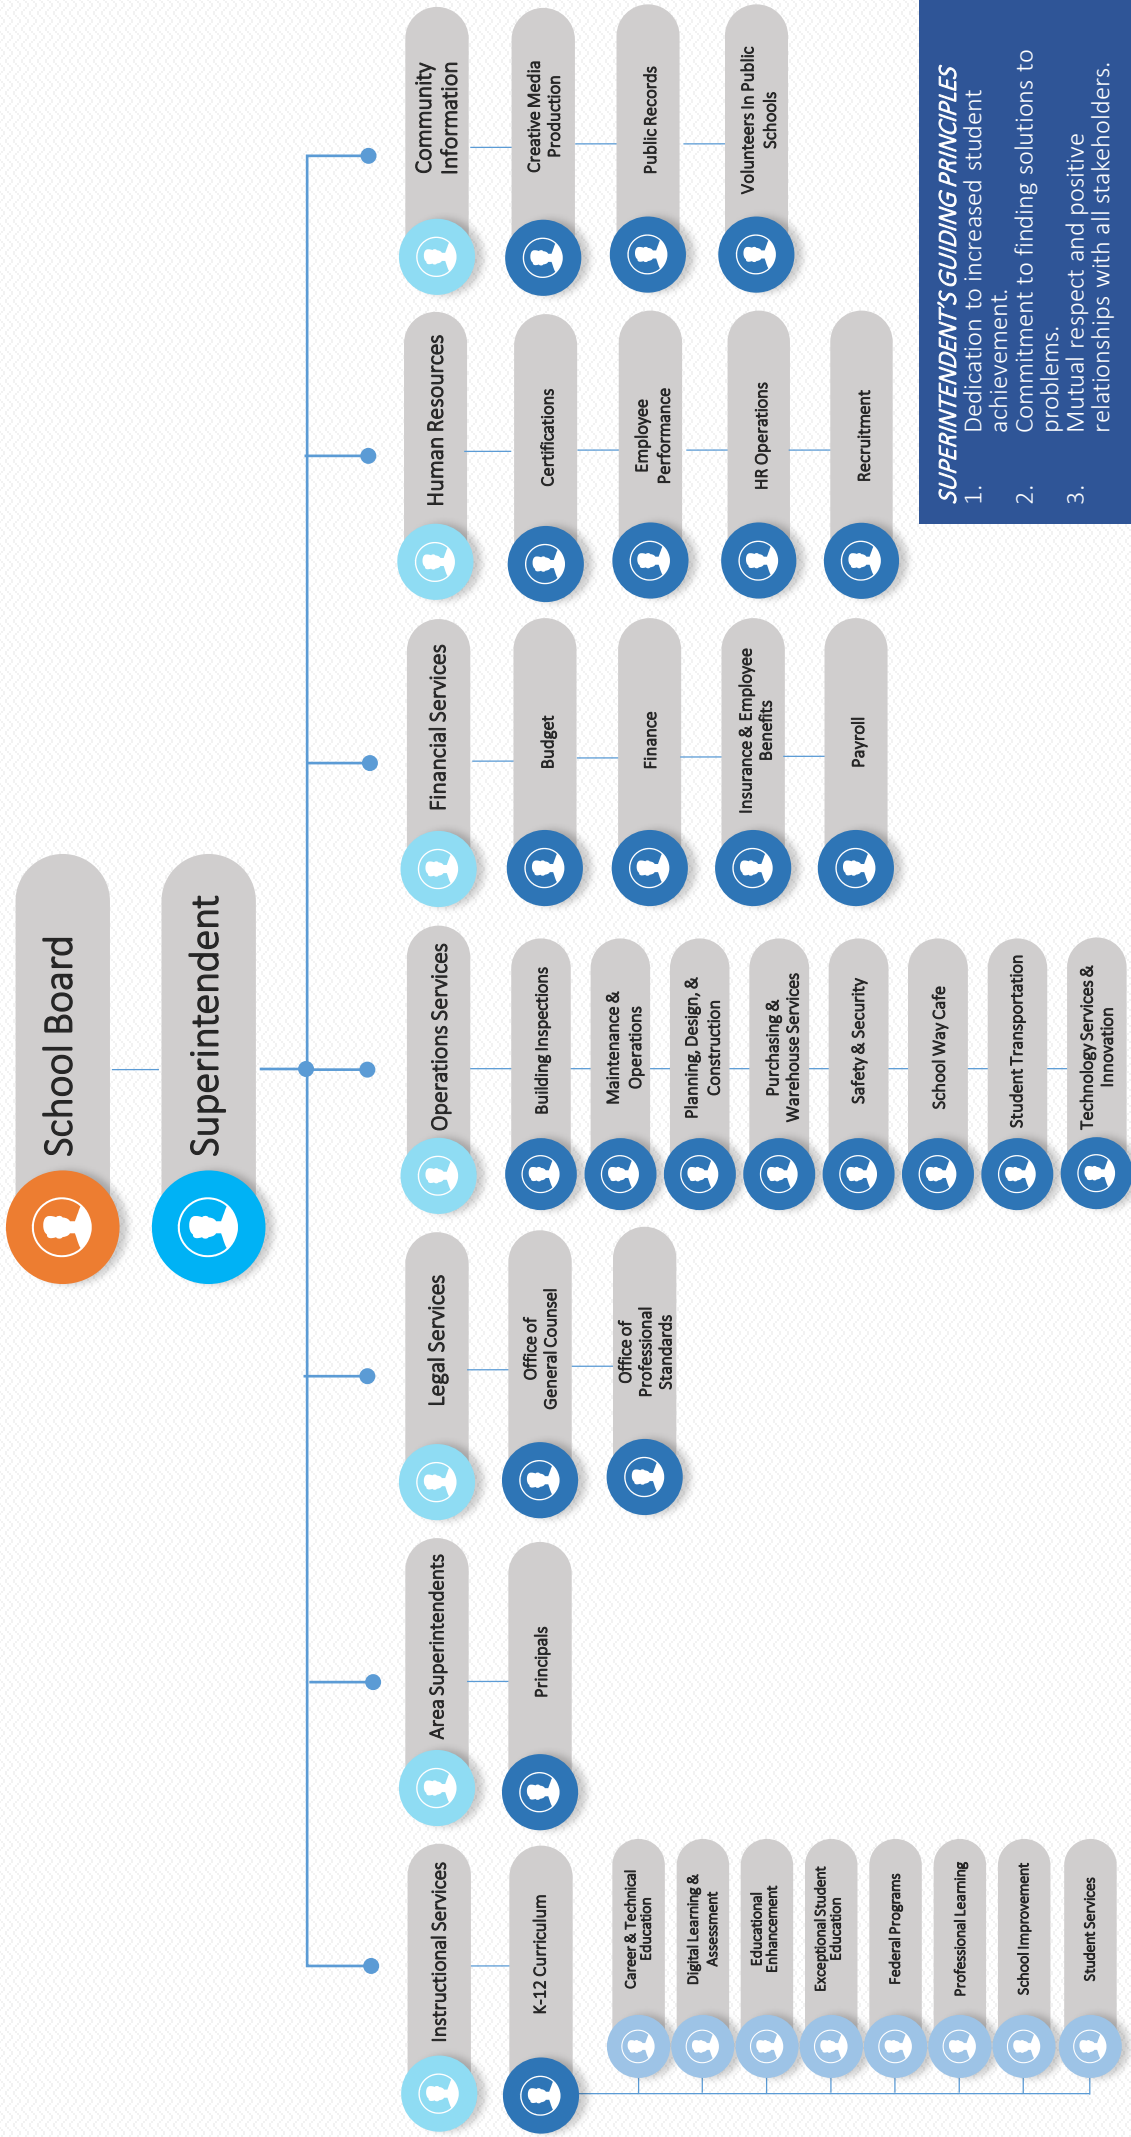 School Board
Superintendent
Instructional Services
K-12 Curriculum
Career & Technical
Education
Digital Learning &
Assessment
Educational
Enhancement
Exceptional Student
Education
Federal Programs
Professional Learning
School Improvement
Student Services
Area Superintendents
Principals
Legal Services
Office of
General Counsel
Office of
Professional
Standards
Operations Services
Building Inspections
Maintenance &
Operations
Planning, Design, &
Construction
Purchasing &
Warehouse Services
Safety & Security
School Way Cafe
Student Transportation
Technology Services &
Innovation
Financial Services
Budget
Finance
Insurance & Employee
Benefits
Payroll
Human Resources
Certifications
Employee
Performance
HR Operations
Recruitment
Community
Information
Creative Media
Production
Public Records
Volunteers In Public
Schools
SUPERINTENDENT'S GUIDING PRINCIPLES
1. Dedication to increased student
achievement.
2. Commitment to finding solutions to
problems.
3. Mutual respect and positive
relationships with all stakeholders.